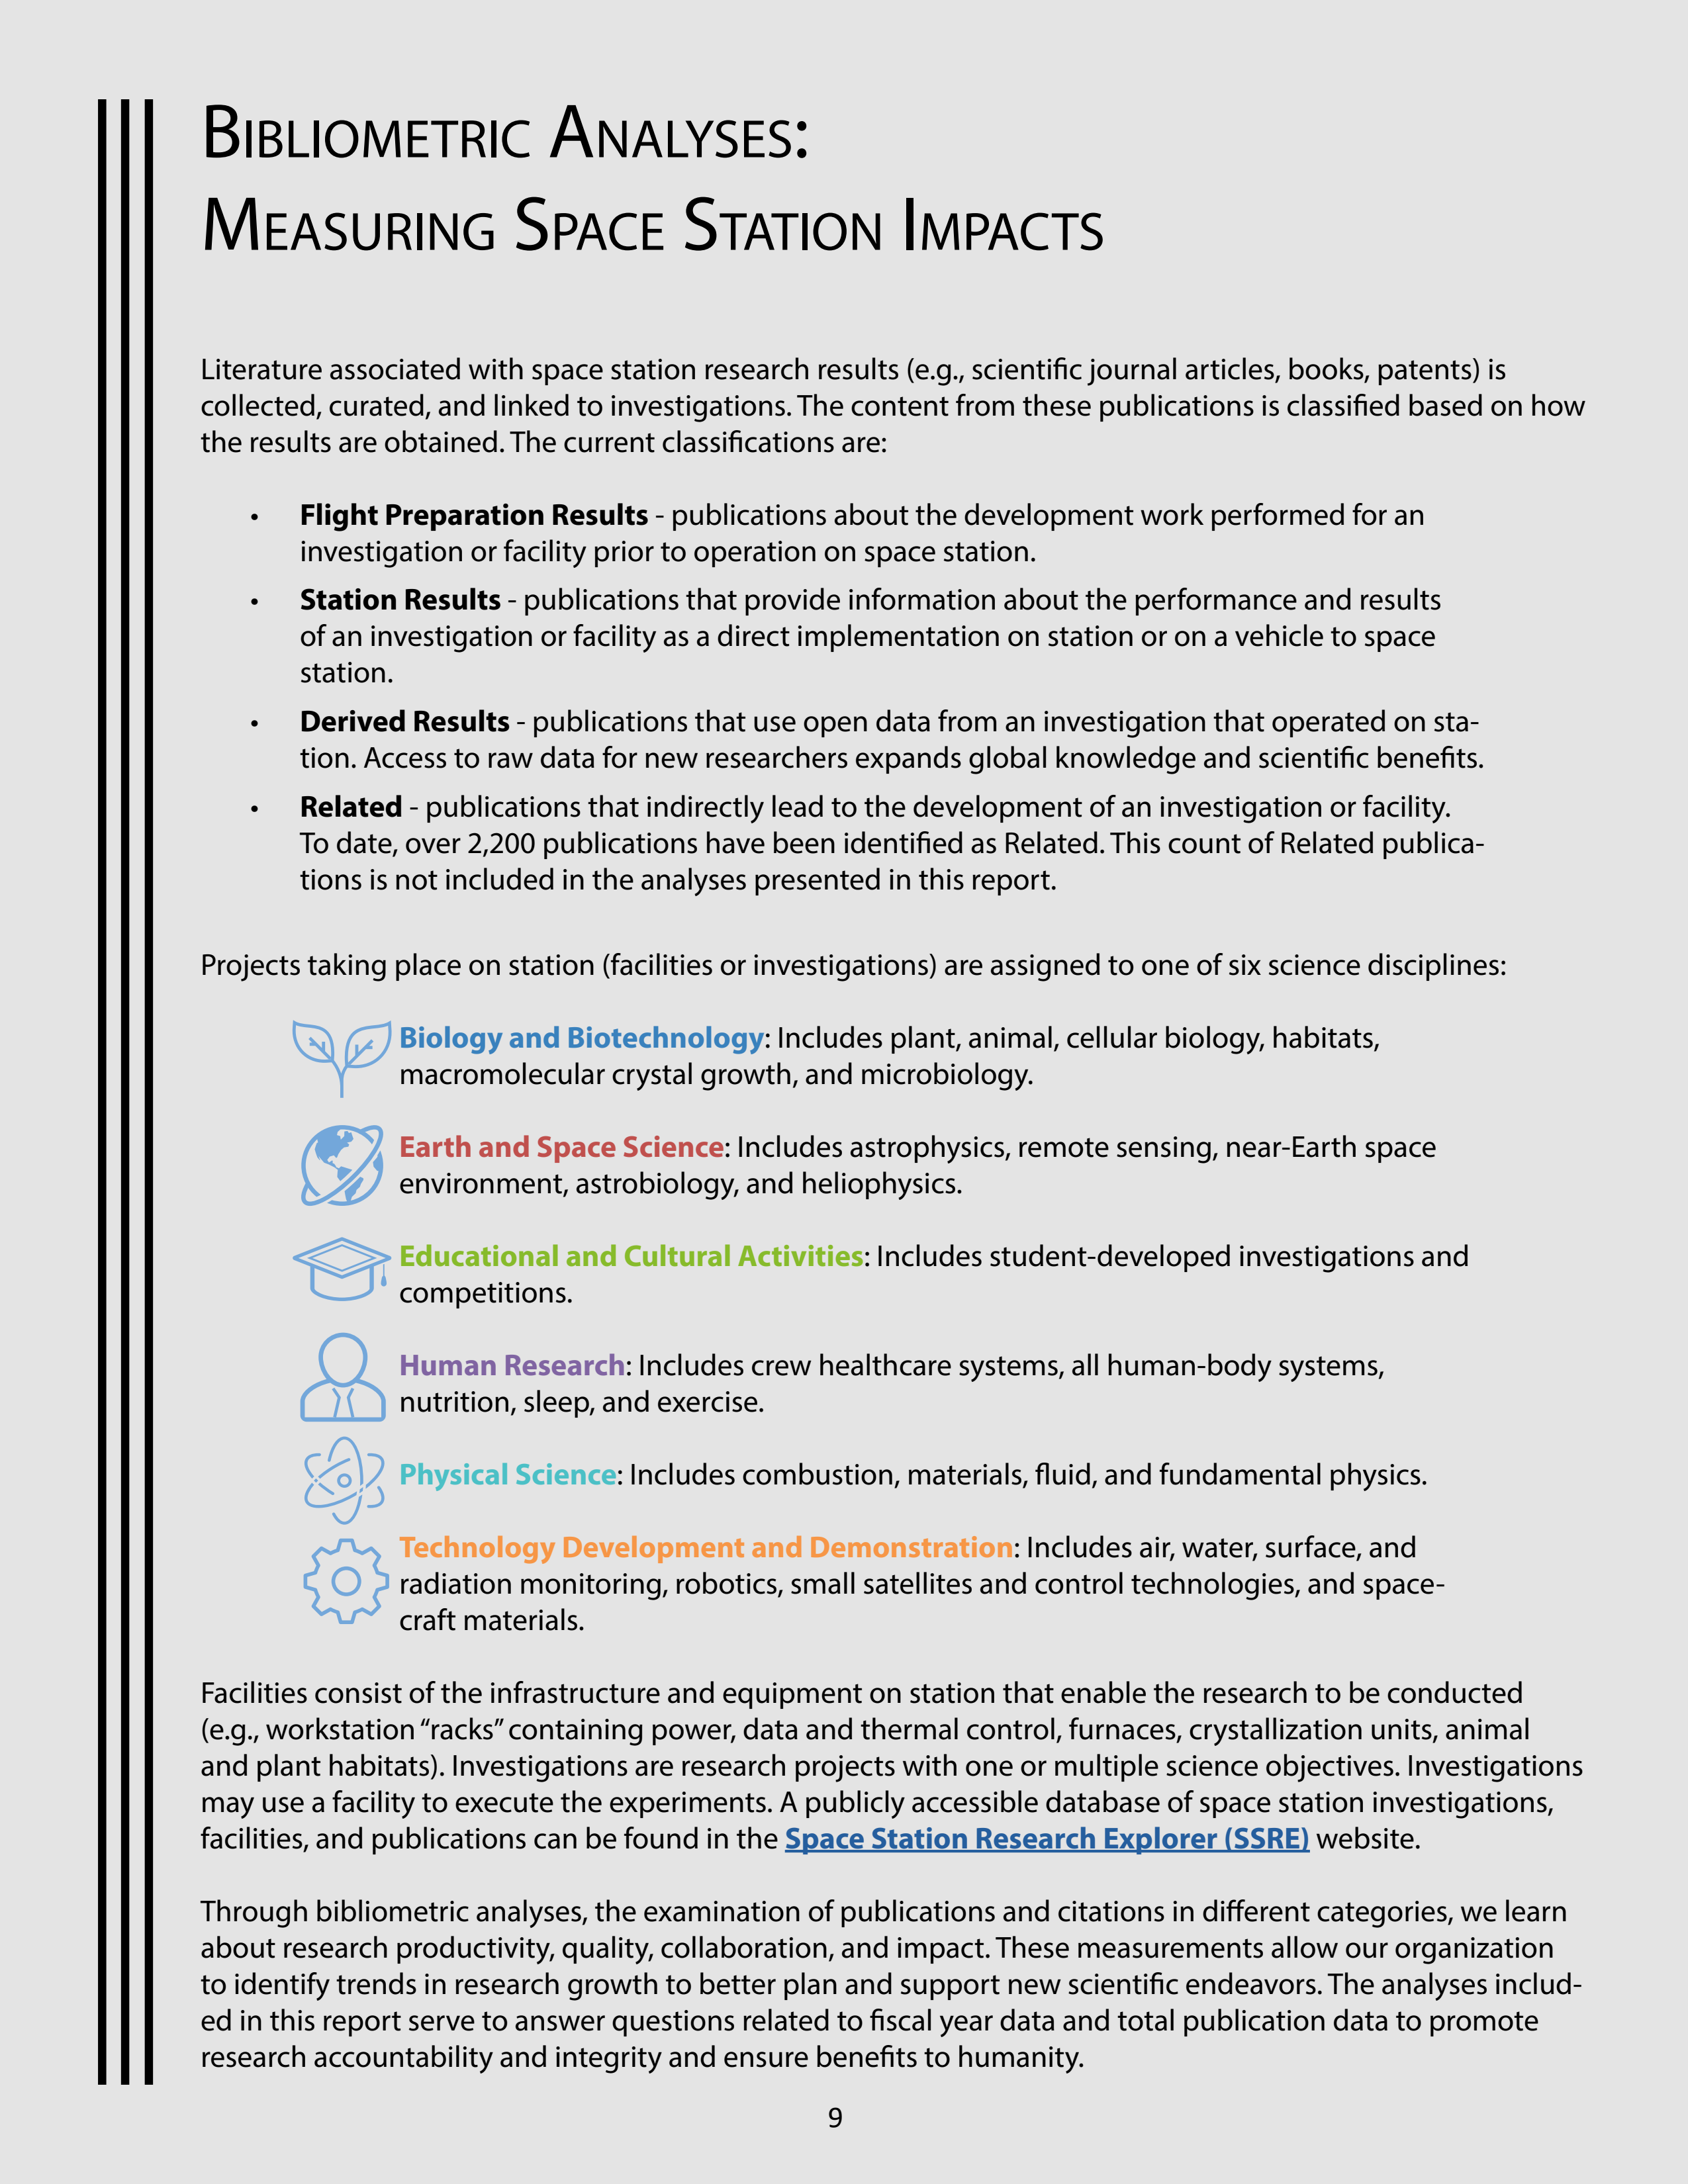 Bibliometric Analyses:
Measuring Space Station Impacts
Literature associated with space station research results (e.g., scientific journal articles, books, patents) is
collected, curated, and linked to investigations. The content from these publications is classified based on how
the results are obtained. The current classifications are:
• Flight Preparation Results - publications about the development work performed for an
investigation or facility prior to operation on space station.
• Station Results - publications that provide information about the performance and results
of an investigation or facility as a direct implementation on station or on a vehicle to space
station.
• Derived Results - publications that use open data from an investigation that operated on sta-
tion. Access to raw data for new researchers expands global knowledge and scientific benefits.
• Related - publications that indirectly lead to the development of an investigation or facility.
To date, over 2,200 publications have been identified as Related. This count of Related publica-
tions is not included in the analyses presented in this report.
Projects taking place on station (facilities or investigations) are assigned to one of six science disciplines:
Biology and Biotechnology: Includes plant, animal, cellular biology, habitats,
macromolecular crystal growth, and microbiology.
Earth and Space Science: Includes astrophysics, remote sensing, near-Earth space
environment, astrobiology, and heliophysics.
Educational and Cultural Activities: Includes student-developed investigations and
competitions.
Human Research: Includes crew healthcare systems, all human-body systems,
nutrition, sleep, and exercise.
Physical Science: Includes combustion, materials, fluid, and fundamental physics.
Technology Development and Demonstration: Includes air, water, surface, and
radiation monitoring, robotics, small satellites and control technologies, and space-
craft materials.
Facilities consist of the infrastructure and equipment on station that enable the research to be conducted
(e.g., workstation “racks” containing power, data and thermal control, furnaces, crystallization units, animal
and plant habitats). Investigations are research projects with one or multiple science objectives. Investigations
may use a facility to execute the experiments. A publicly accessible database of space station investigations,
facilities, and publications can be found in the Space Station Research Explorer (SSRE) website.
Through bibliometric analyses, the examination of publications and citations in different categories, we learn
about research productivity, quality, collaboration, and impact. These measurements allow our organization
to identify trends in research growth to better plan and support new scientific endeavors. The analyses includ-
ed in this report serve to answer questions related to fiscal year data and total publication data to promote
research accountability and integrity and ensure benefits to humanity.
9